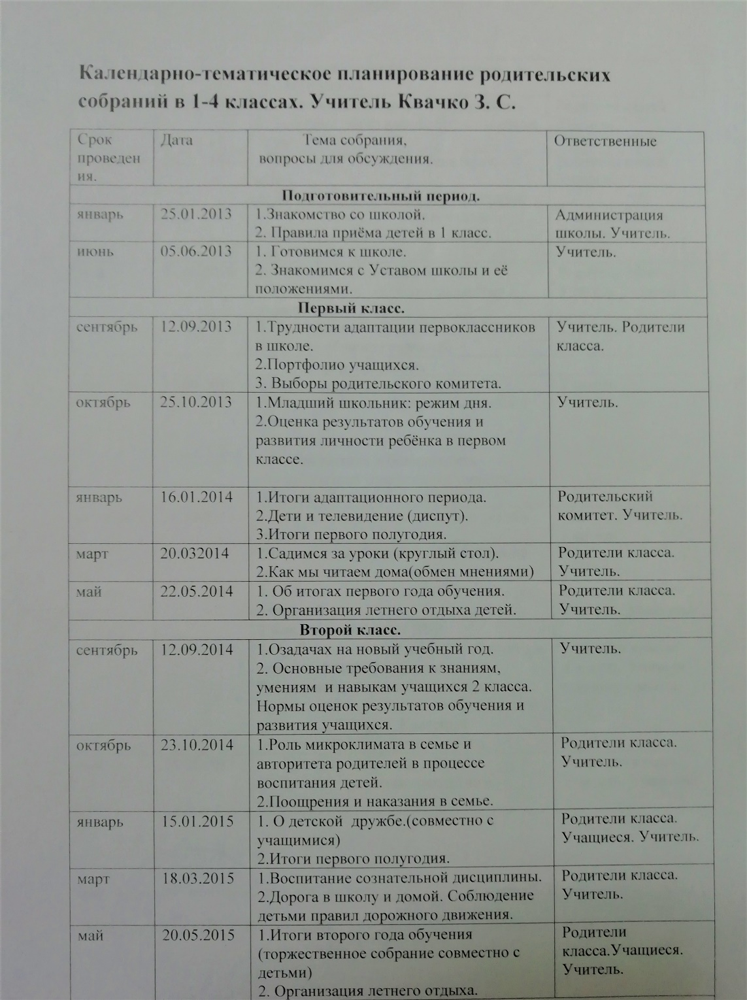 Календарно-тематическое планирование родительских
собраний в 1-4 классах. Учитель Квачко З. С.
Срок
проведен
ия.
Дата
Тема собрания,
вопросы для обсуждения.
Ответственные
Подготовительный период.
январь
25.01.2013
1.Знакомство со школой.
2. Правила приёма детей в 1 класс.
Администрация
школы. Учитель.
июнь
05.06.2013
1. Готовимся к школе.
2. Знакомимся с Уставом школы и её
положениями.
Учитель.
Первый класс.
сентябрь
12.09.2013
1.Трудности адаптации первоклассников
в школе.
2.Портфолио учащихся.
3. Выборы родительского комитета.
Учитель. Родители
класса.
октябрь
25.10.2013
1.Младший школьник: режим дня.
2.Оценка результатов обучения и
развития личности ребёнка в первом
классе.
Учитель.
январь
16.01.2014
1.Итоги адаптационного периода.
2.Дети и телевидение (диспут).
3.Итоги первого полугодия.
Родительский
комитет. Учитель.
март
20.032014
1.Садимся за уроки (круглый стол).
2.Как мы читаем дома(обмен мнениями)
Родители класса.
Учитель.
май
22.05.2014
1. Об итогах первого года обучения.
2. Организация летнего отдыха детей.
Родители класса.
Учитель.
Второй класс.
сентябрь
12.09.2014
1.Озадачах на новый учебный год.
2. Основные требования к знаниям,
умениям и навыкам учащихся 2 класса.
Нормы оценок результатов обучения и
развития учащихся.
Учитель.
октябрь
23.10.2014
1.Роль микроклимата в семье и
авторитета родителей в процессе
воспитания детей.
2.Поощрения и наказания в семье.
Родители класса.
Учитель.
январь
15.01.2015
1. О детской дружбе.(совместно с
учащимися)
2.Итоги первого полугодия.
Родители класса.
Учащиеся. Учитель.
март
18.03.2015
1.Воспитание сознательной дисциплины.
2.Дорога в школу и домой. Соблюдение
детьми правил дорожного движения.
Родители класса.
Учитель.
май
20.05.2015
1.Итоги второго года обучения
(торжественное собрание совместно с
детьми)
2. Организация летнего отдыха.
Родители
класса.Учащиеся.
Учитель.